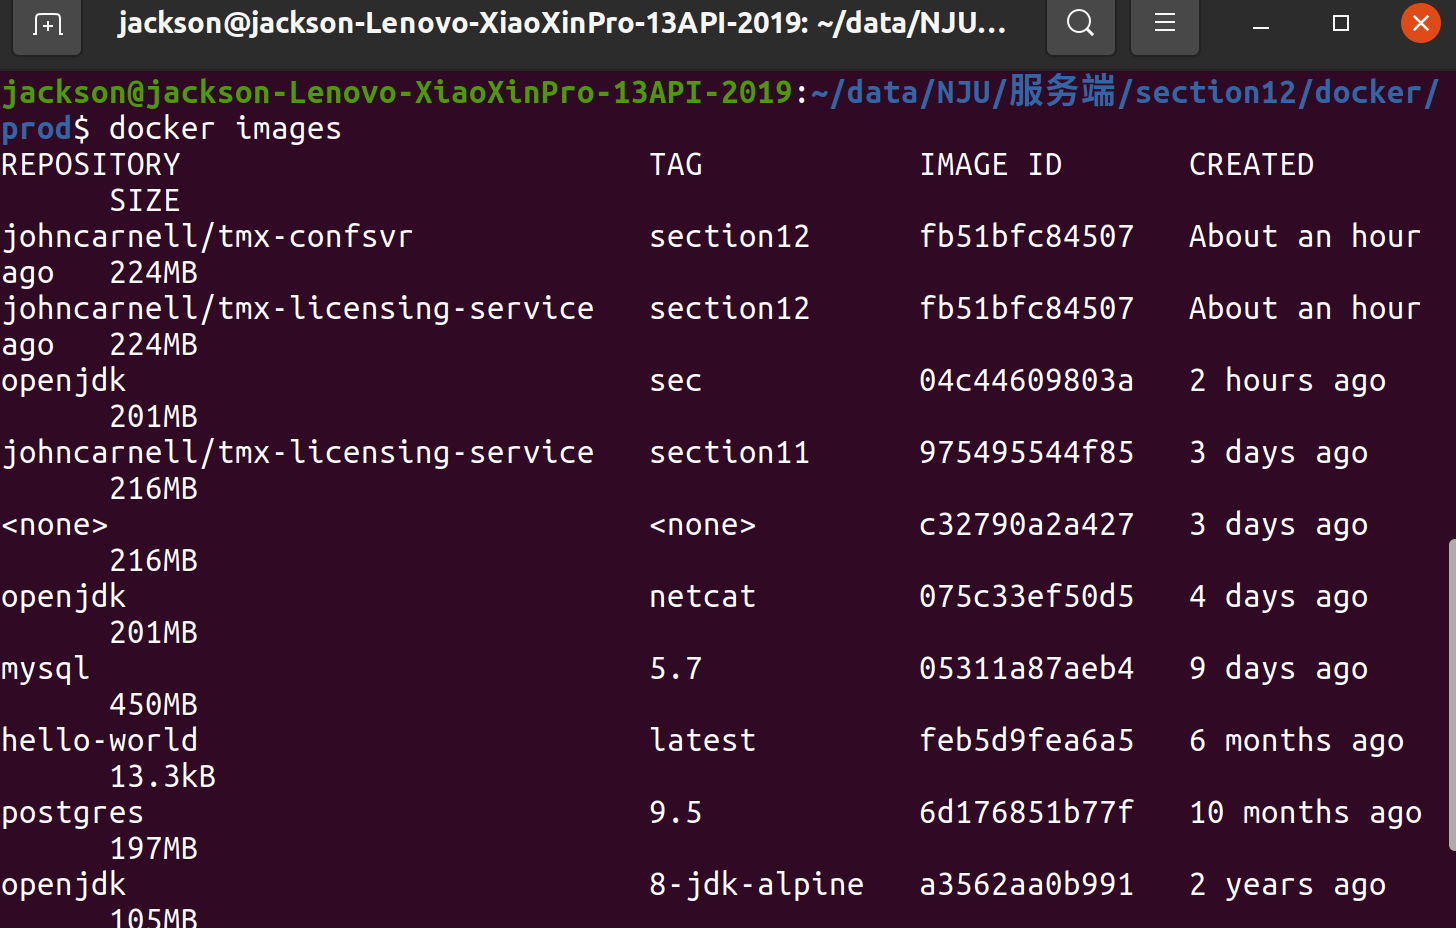 jackson@jackson-Lenovo-XiaoXinPro-13API-2019: ~/data/NJU...
jackson@jackson-Lenovo-XiaoXinPro-13API-2019:~/data/NJU/服务端/section12/docker/
prod$ docker images
REPOSITORY TAG IMAGE ID CREATED
SIZE
johncarnell/tmx-confsvr section12 fb51bfc84507 About an hour
ago 224MB
johncarnell/tmx-licensing-service section12 fb51bfc84507 About an hour
ago 224MB
openjdk sec 04c44609803a 2 hours ago
201MB
johncarnell/tmx-licensing-service section11 975495544f85 3 days ago
216MB
<none> <none> c32790a2a427 3 days ago
216MB
openjdk netcat 075c33ef50d5 4 days ago
201MB
mysql 5.7 05311a87aeb4 9 days ago
450MB
hello-world latest feb5d9fea6a5 6 months ago
13.3kB
postgres 9.5 6d176851b77f 10 months ago
197MB
openjdk 8-jdk-alpine a3562aa0b991 2 years ago
105MB